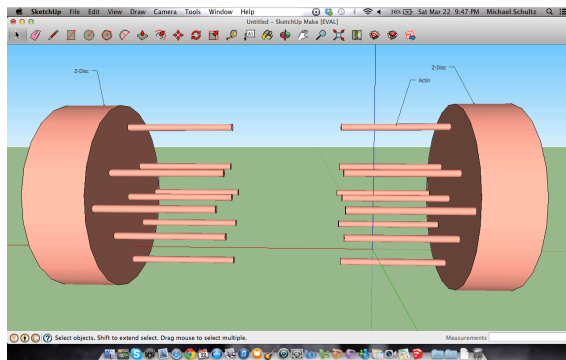 SketchUp File Edit View Draw Camera Tools Window Help 36% Sat Mar 22 9:47 PM Michael Schultz
Untitled - SketchUp Make [EVAL]
Z-Disc
Z-Disc
Actin
Select objects. Shift to extend select. Drag mouse to select multiple. Measurements